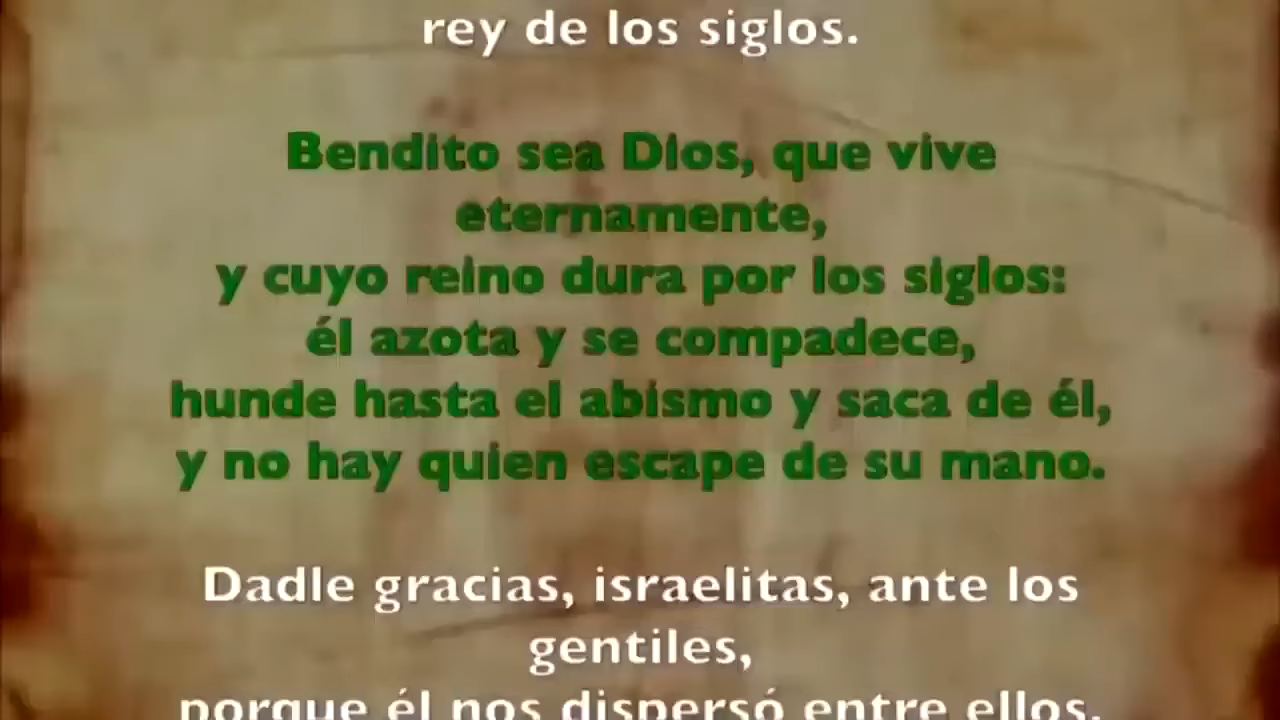 rey de los siglos.
Bendito sea Dios, que vive
eternamente,
y cuyo reino dura por los siglos:
él azota y se compadece,
hunde hasta el abismo y saca de él,
y no hay quien escape de su mano.
Dadle gracias, israelitas, ante los
gentiles,
porque él nos dispersó entre ellos.